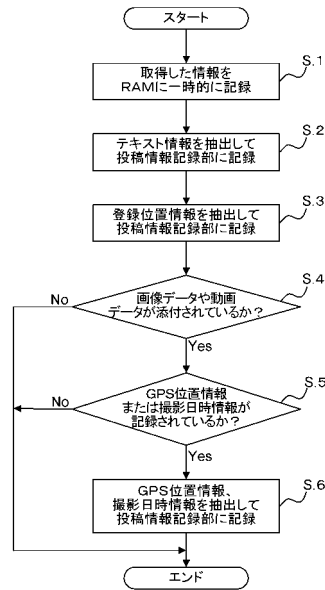 スタート
S.1
取得した情報を
RAMに一時的に記録
S.2
テキスト情報を抽出して
投稿情報記録部に記録
S.3
登録位置情報を抽出して
投稿情報記録部に記録
S.4
No
画像データや動画
データが添付されているか？
Yes
S.5
No
GPS位置情報
または撮影日時情報が
記録されているか？
Yes
S.6
GPS位置情報、
撮影日時情報を抽出して
投稿情報記録部に記録
エンド